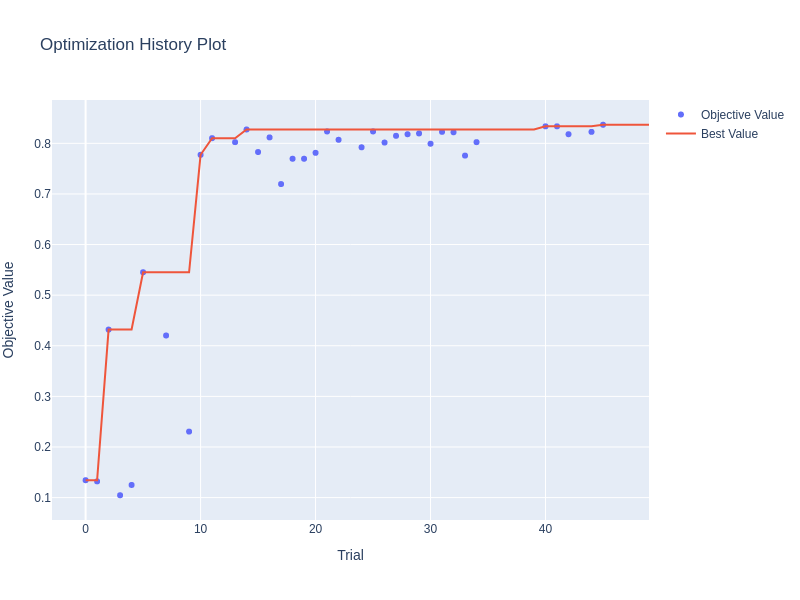 Optimization History Plot
Objective Value
Best Value
0.8
0.7
0.6
0.5
0.4
0.3
0.2
0.1
Objective Value
0
10
20
30
40
Trial